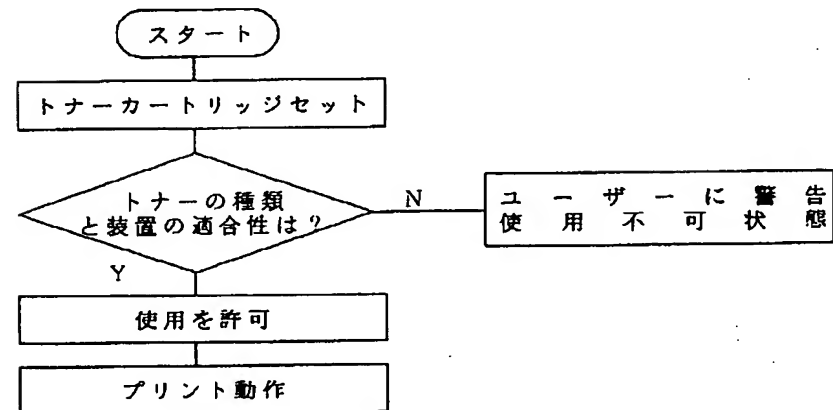 スタート
トナーカートリッジセット
トナーの種類
と装置の適合性は?
N
ユーザーに警告
使用不可状態
Y
使用を許可
プリント動作